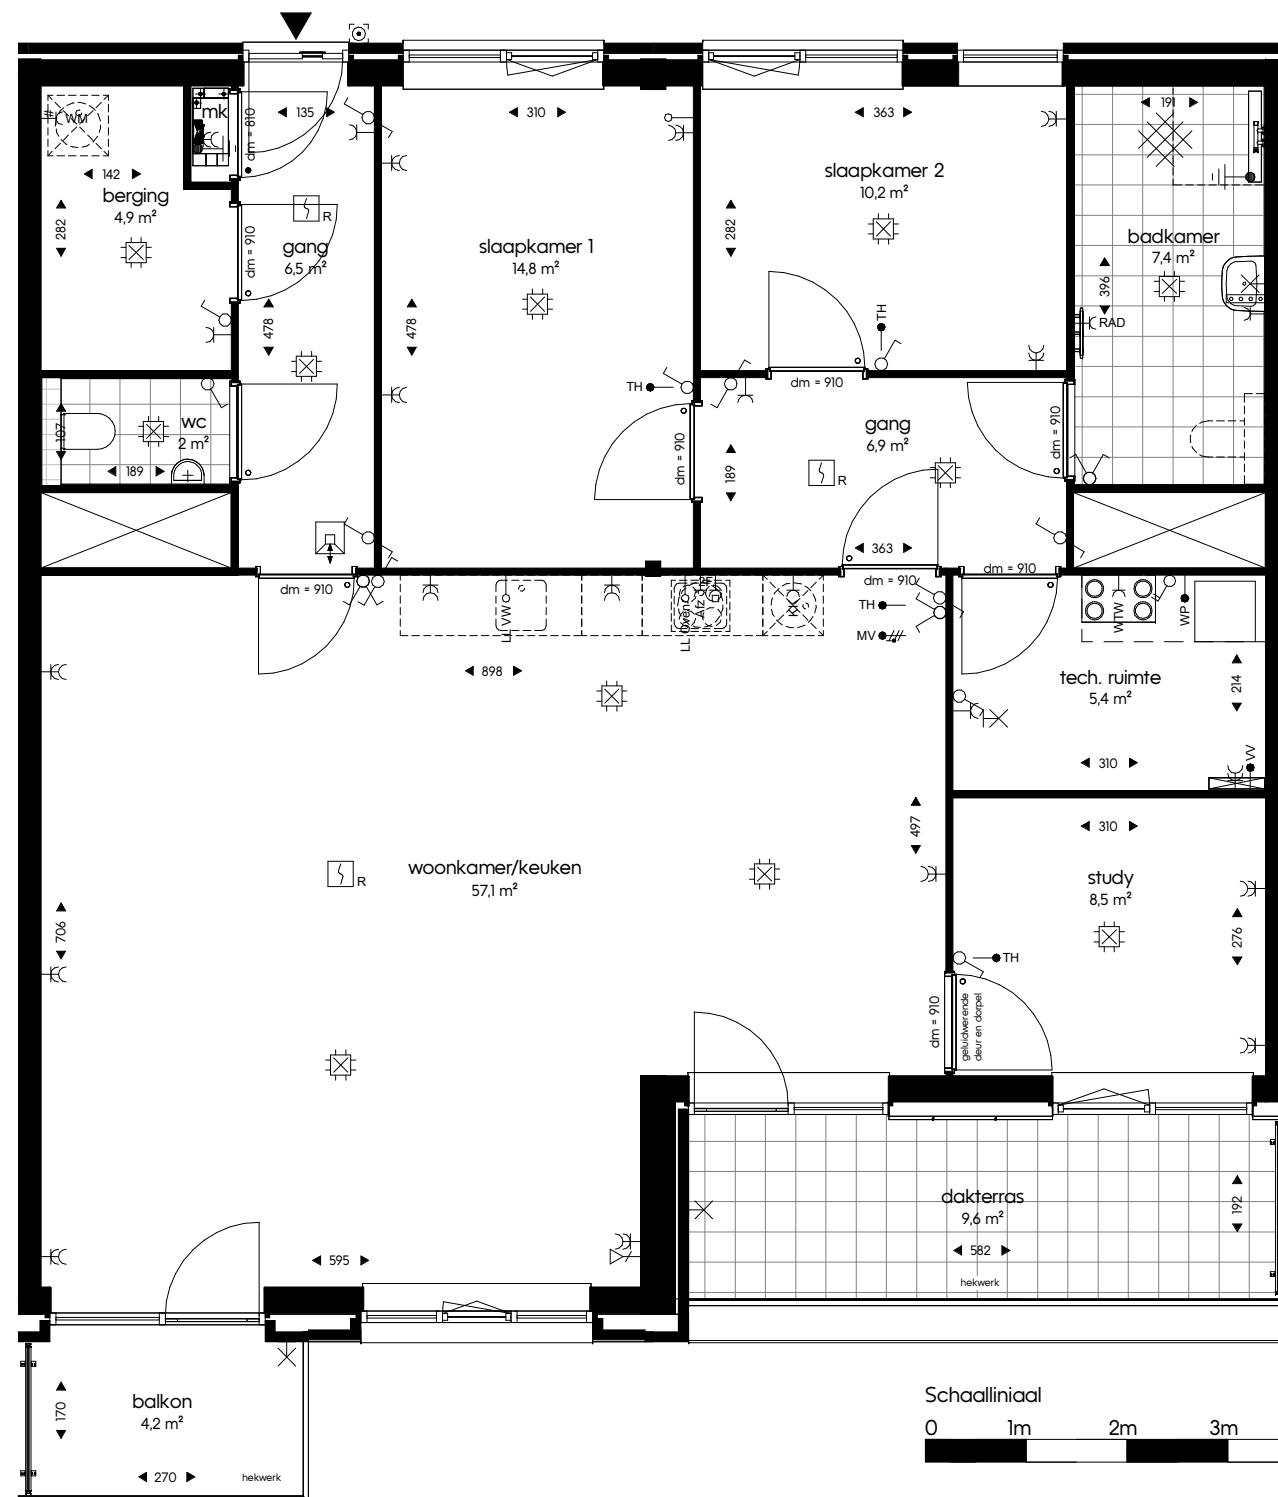 mk
WM
142
berging
4,9 m²
282
dm = 810
135
R
dm = 910
gang
6,5 m²
478
310
slaapkamer 1
14,8 m²
478
TH
dm = 910
363
slaapkamer 2
10,2 m²
282
TH
dm = 910
191
badkamer
7,4 m²
396
RAD
107
wc
2 m²
189
gang
6,9 m²
189
R
363
dm = 910
dm = 910
dm = 910
dm = 910
LL VW
LL Oven
Afz
KK
TH
MV
898
WTW
WP
tech. ruimte
5,4 m²
214
310
VV
woonkamer/keuken
57,1 m²
R
706
497
310
study
8,5 m²
276
TH
dm = 910
geluidwerende
deur en dorpel
595
dakterras
9,6 m²
192
582
hekwerk
balkon
4,2 m²
170
270
hekwerk
Schaalliniaal
0 1m 2m 3m